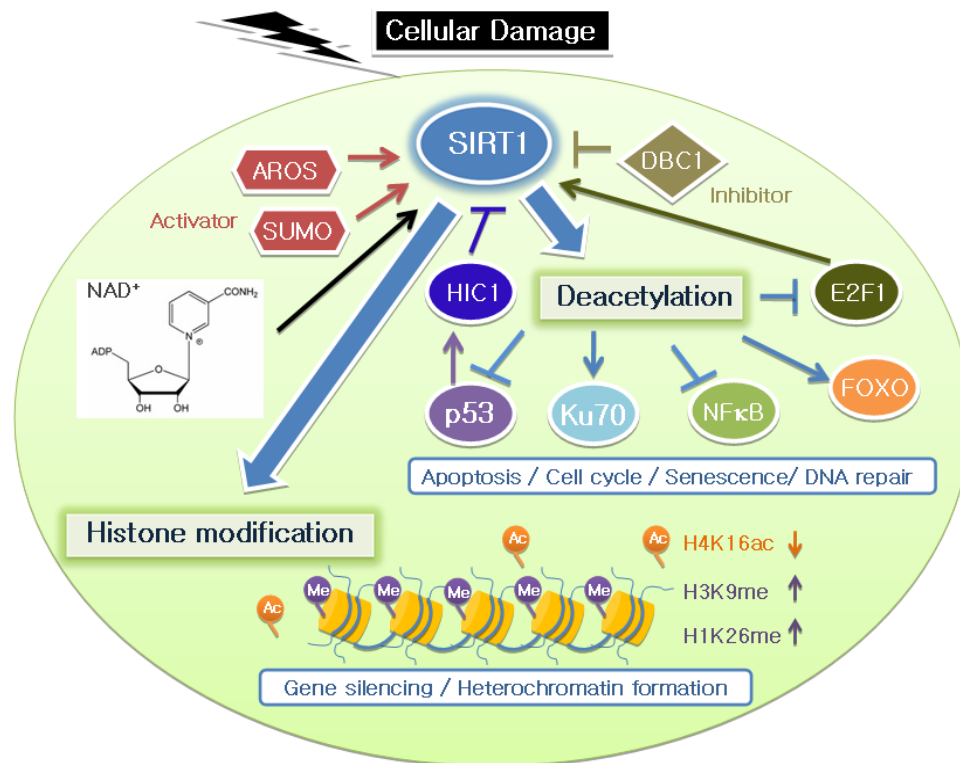 Cellular Damage
SIRT1
AROS
DBC1
Inhibitor
Activator
SUMO
NAD⁺
CONH₂
N
⊕
ADP
O
OH OH
HIC1
Deacetylation
E2F1
p53
Ku70
NFκB
FOXO
Apoptosis / Cell cycle / Senescence/ DNA repair
Histone modification
Ac
Ac
H4K16ac ↓
Me Me Me Me Me
H3K9me ↑
Ac
H1K26me ↑
Gene silencing / Heterochromatin formation